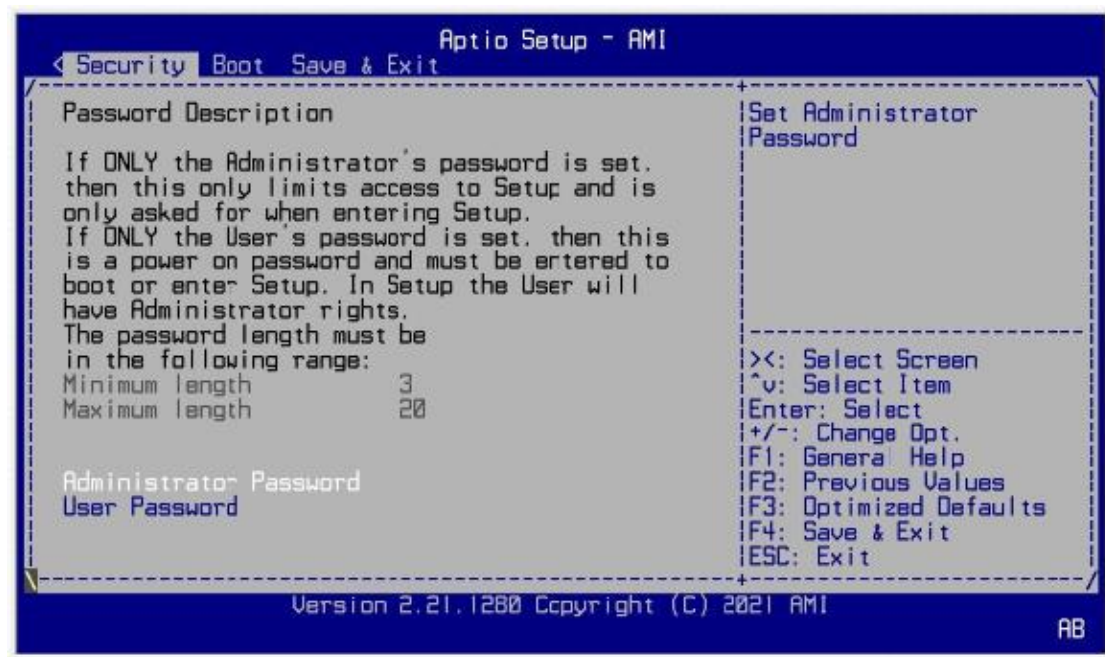 Aptio Setup - AMI
< Security Boot Save & Exit
Password Description
If ONLY the Administrator's password is set,
then this only limits access to Setup and is
only asked for when entering Setup.
If ONLY the User's password is set, then this
is a power on password and must be entered to
boot or enter Setup. In Setup the User will
have Administrator rights.
The password length must be
in the following range:
Minimum length 3
Maximum length 20
Administrator Password
User Password
Set Administrator
Password
><: Select Screen
^v: Select Item
Enter: Select
+/-: Change Opt.
F1: General Help
F2: Previous Values
F3: Optimized Defaults
F4: Save & Exit
ESC: Exit
Version 2.21.1280 Copyright (C) 2021 AMI
AB